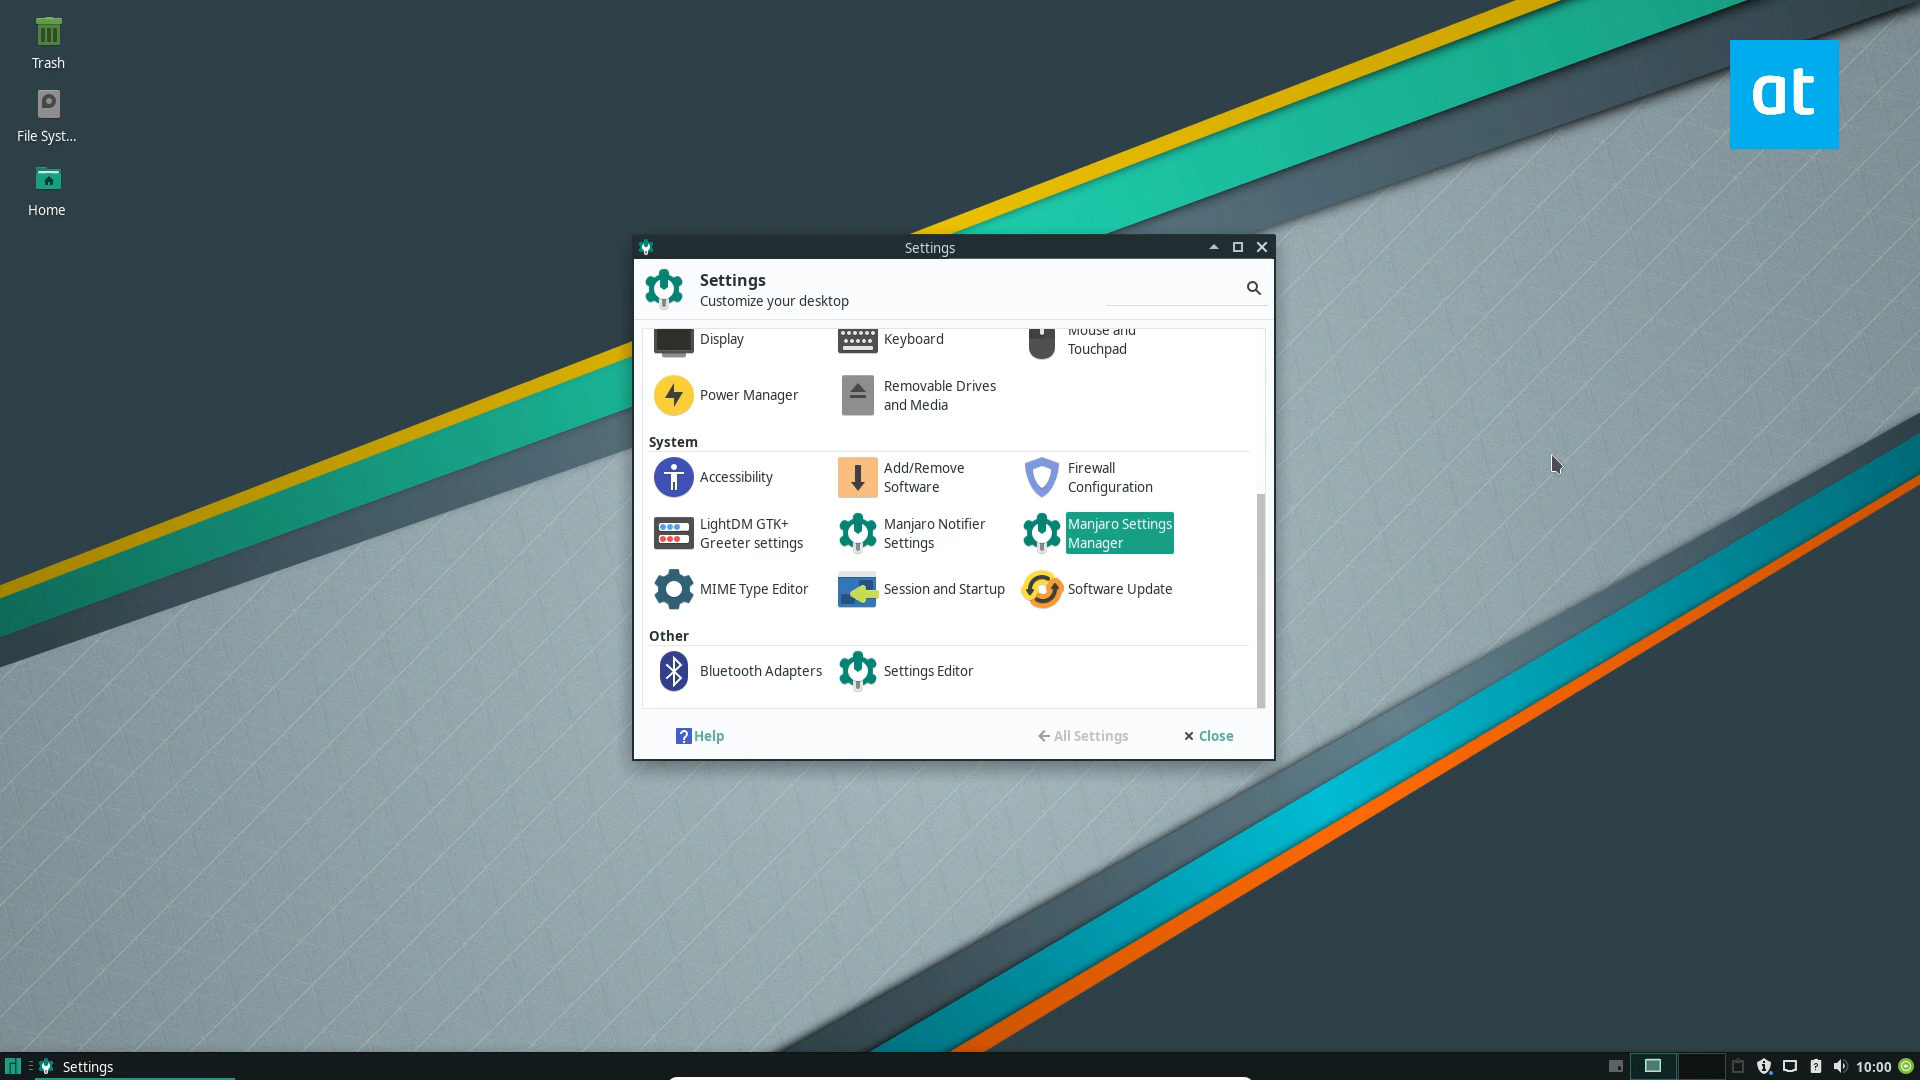 Trash
File Syst...
Home
at
Settings
Settings
Customize your desktop
Display
Keyboard
Mouse and
Touchpad
Power Manager
Removable Drives
and Media
System
Accessibility
Add/Remove
Software
Firewall
Configuration
LightDM GTK+
Greeter settings
Manjaro Notifier
Settings
Manjaro Settings
Manager
MIME Type Editor
Session and Startup
Software Update
Other
Bluetooth Adapters
Settings Editor
? Help
All Settings
Close
Settings
10:00